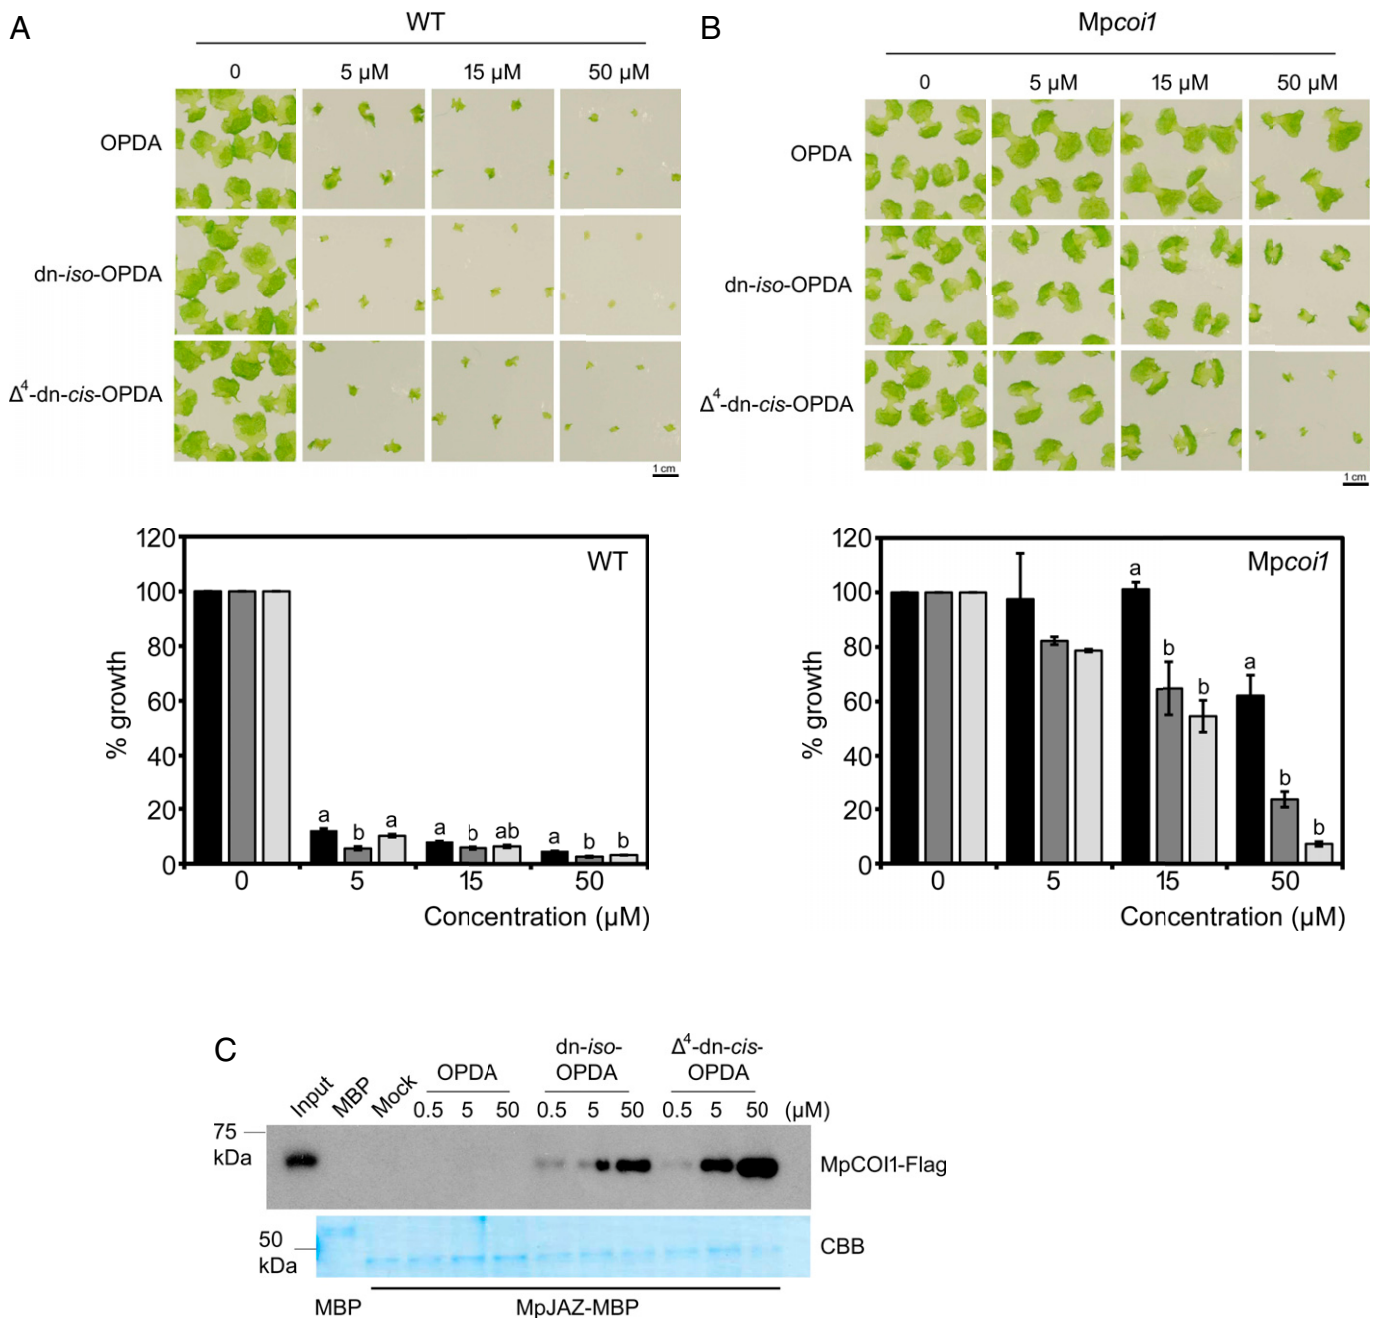 A
WT
0 5 µM 15 µM 50 µM
OPDA
dn-iso-OPDA
Δ4-dn-cis-OPDA
1 cm
B
Mpcoi1
0 5 µM 15 µM 50 µM
OPDA
dn-iso-OPDA
Δ4-dn-cis-OPDA
1 cm
WT
% growth
120
100
80
60
40
20
0
a b a a b ab a b b
0 5 15 50
Concentration (µM)
Mpcoi1
% growth
120
100
80
60
40
20
0
a b b a b b
0 5 15 50
Concentration (µM)
C
Input MBP Mock OPDA dn-iso-OPDA Δ4-dn-cis-OPDA
0.5 5 50 0.5 5 50 0.5 5 50 (µM)
75 kDa
MpCOI1-Flag
50 kDa
CBB
MBP MpJAZ-MBP